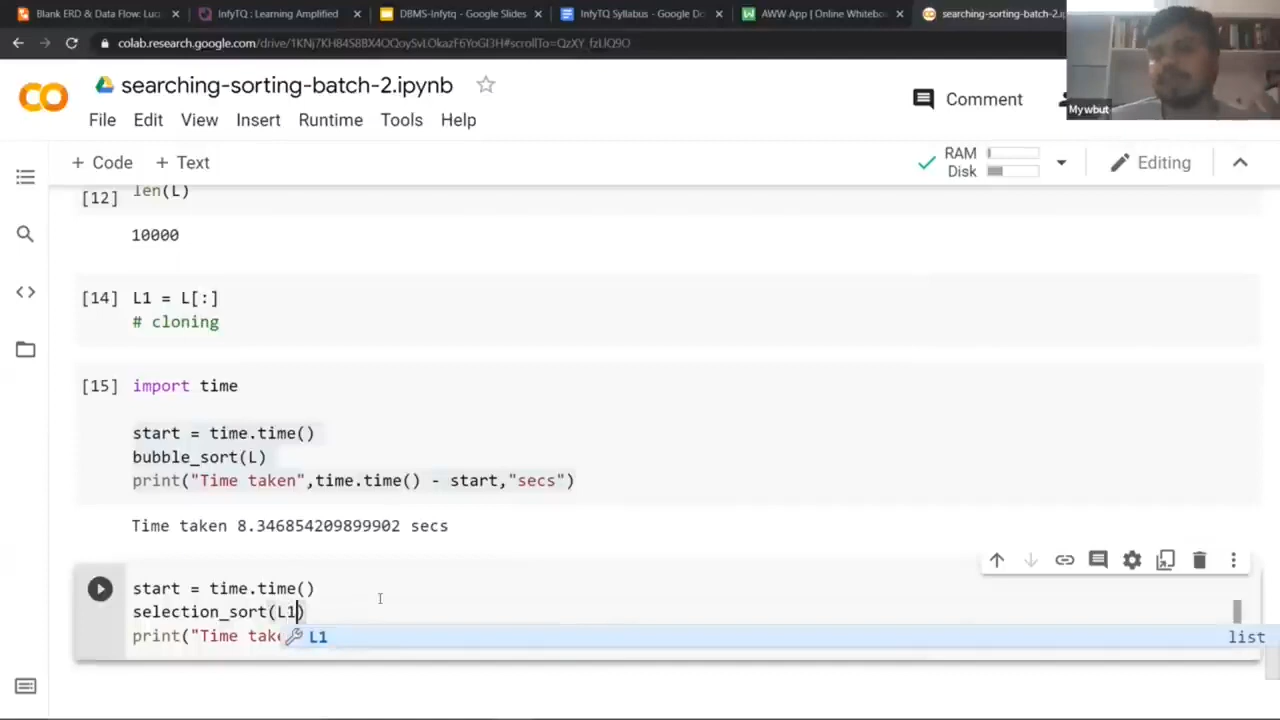 Blank ERD & Data Flow: Luc
InfyTQ : Learning Amplified
DBMS-Infytq - Google Slides
InfyTQ Syllabus - Google Do
AWW App | Online Whiteboa
searching-sorting-batch-2.ip
colab.research.google.com/drive/1KNj7KH84S8BX4OQoySvLOkazF6YoGI3H#scrollTo=QzXY_fzLlQ9O
Mywbut
searching-sorting-batch-2.ipynb
Comment
File Edit View Insert Runtime Tools Help
+ Code + Text
RAM
Disk
Editing
[12] len(L)
10000
[14] L1 = L[:]
# cloning
[15] import time
start = time.time()
bubble_sort(L)
print("Time taken",time.time() - start,"secs")
Time taken 8.346854209899902 secs
start = time.time()
selection_sort(L1)
print("Time take
L1 list